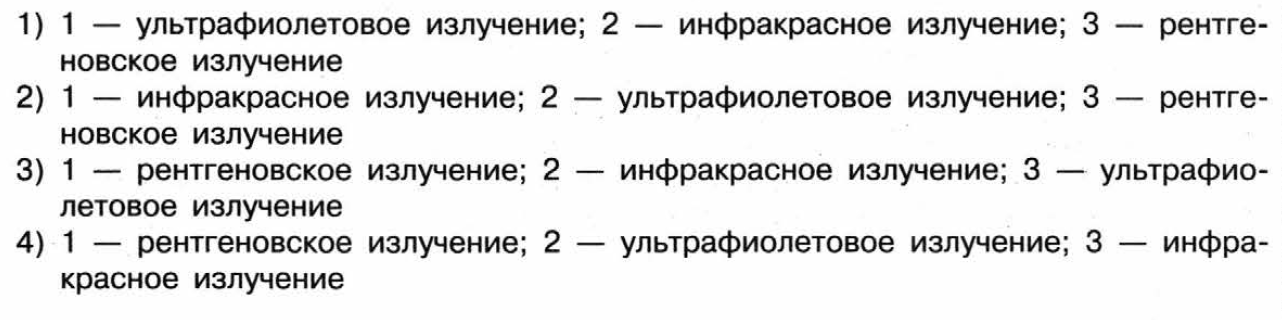 1) 1 — ультрафиолетовое излучение; 2 — инфракрасное излучение; 3 — рентге-
новское излучение
2) 1 — инфракрасное излучение; 2 — ультрафиолетовое излучение; 3 — рентге-
новское излучение
3) 1 — рентгеновское излучение; 2 — инфракрасное излучение; 3 — ультрафио-
летовое излучение
4) 1 — рентгеновское излучение; 2 — ультрафиолетовое излучение; 3 — инфра-
красное излучение